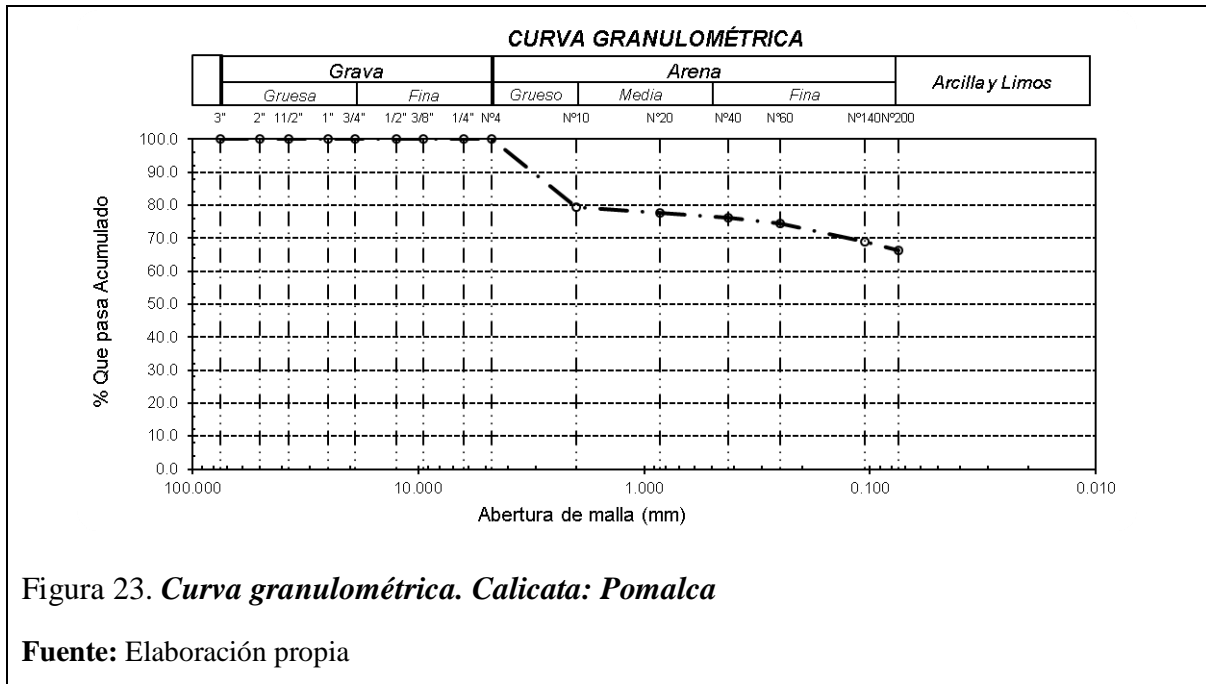 CURVA GRANULOMÉTRICA
Grava Arena Arcilla y Limos
Gruesa Fina Grueso Media Fina
3" 2" 11/2" 1" 3/4" 1/2" 3/8" 1/4" Nº4 Nº10 Nº20 Nº40 Nº60 Nº140 Nº200
100.0
90.0
80.0
70.0
60.0
50.0
40.0
30.0
20.0
10.0
0.0
% Que pasa Acumulado
100.000 10.000 1.000 0.100 0.010
Abertura de malla (mm)
Figura 23. Curva granulométrica. Calicata: Pomalca
Fuente: Elaboración propia